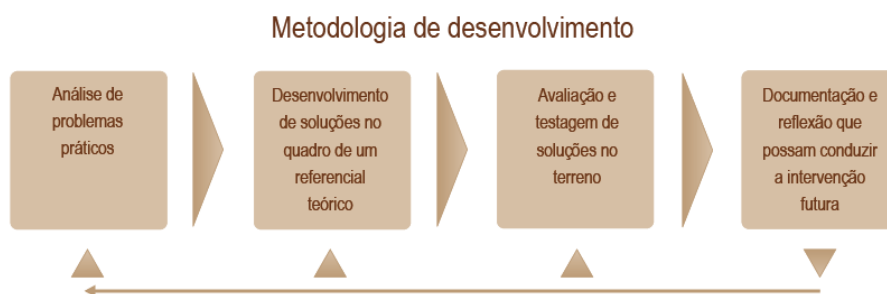 Metodologia de desenvolvimento
Análise de
problemas
práticos
Desenvolvimento
de soluções no
quadro de um
referencial
teórico
Avaliação e
testagem de
soluções no
terreno
Documentação e
reflexão que
possam conduzir
a intervenção
futura